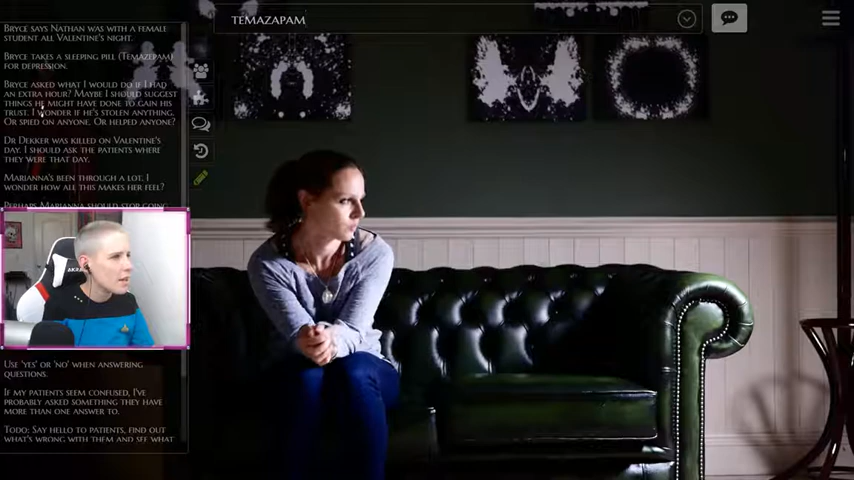 TEMAZAPAM
BRYCE SAYS NATHAN WAS WITH A FEMALE
STUDENT ALL VALENTINE'S NIGHT.
BRYCE TAKES A SLEEPING PILL (TEMAZEPAM)
FOR DEPRESSION.
BRYCE ASKED WHAT I WOULD DO IF I HAD
AN EXTRA HOUR? MAYBE I SHOULD SUGGEST
THINGS HE MIGHT HAVE DONE TO GAIN HIS
TRUST. I WONDER IF HE'S STOLEN ANYTHING.
OR SPIED ON ANYONE. OR HELPED ANYONE?
DR DEKKER WAS KILLED ON VALENTINE'S
DAY. I SHOULD ASK THE PATIENTS WHERE
THEY WERE THAT DAY.
MARIANNA'S BEEN THROUGH A LOT. I
WONDER HOW ALL THIS MAKES HER FEEL?
PERHAPS MARIANNA SHOULD STOP GOING
USE 'YES' OR 'NO' WHEN ANSWERING
QUESTIONS.
IF MY PATIENTS SEEM CONFUSED, I'VE
PROBABLY ASKED SOMETHING THEY HAVE
MORE THAN ONE ANSWER TO.
TODO: SAY HELLO TO PATIENTS, FIND OUT
WHAT'S WRONG WITH THEM AND SEE WHAT